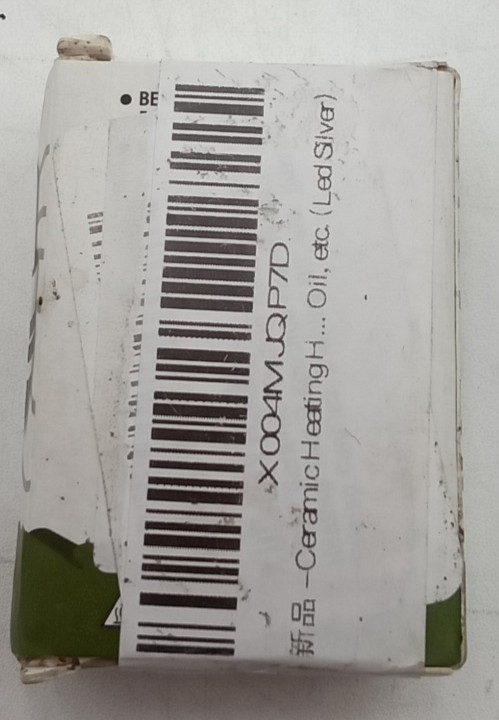 BE
X004MJQP7D
新品 -Ceramic Heating H... Oil, etc. (Led Silver)